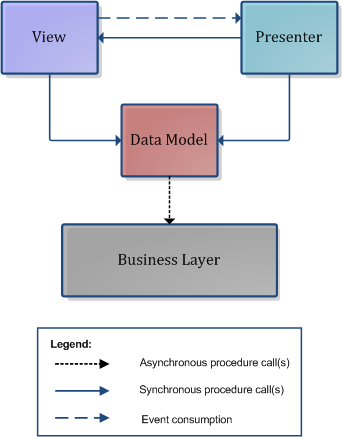 View
Presenter
Data Model
Business Layer
Legend:
Asynchronous procedure call(s)
Synchronous procedure call(s)
Event consumption